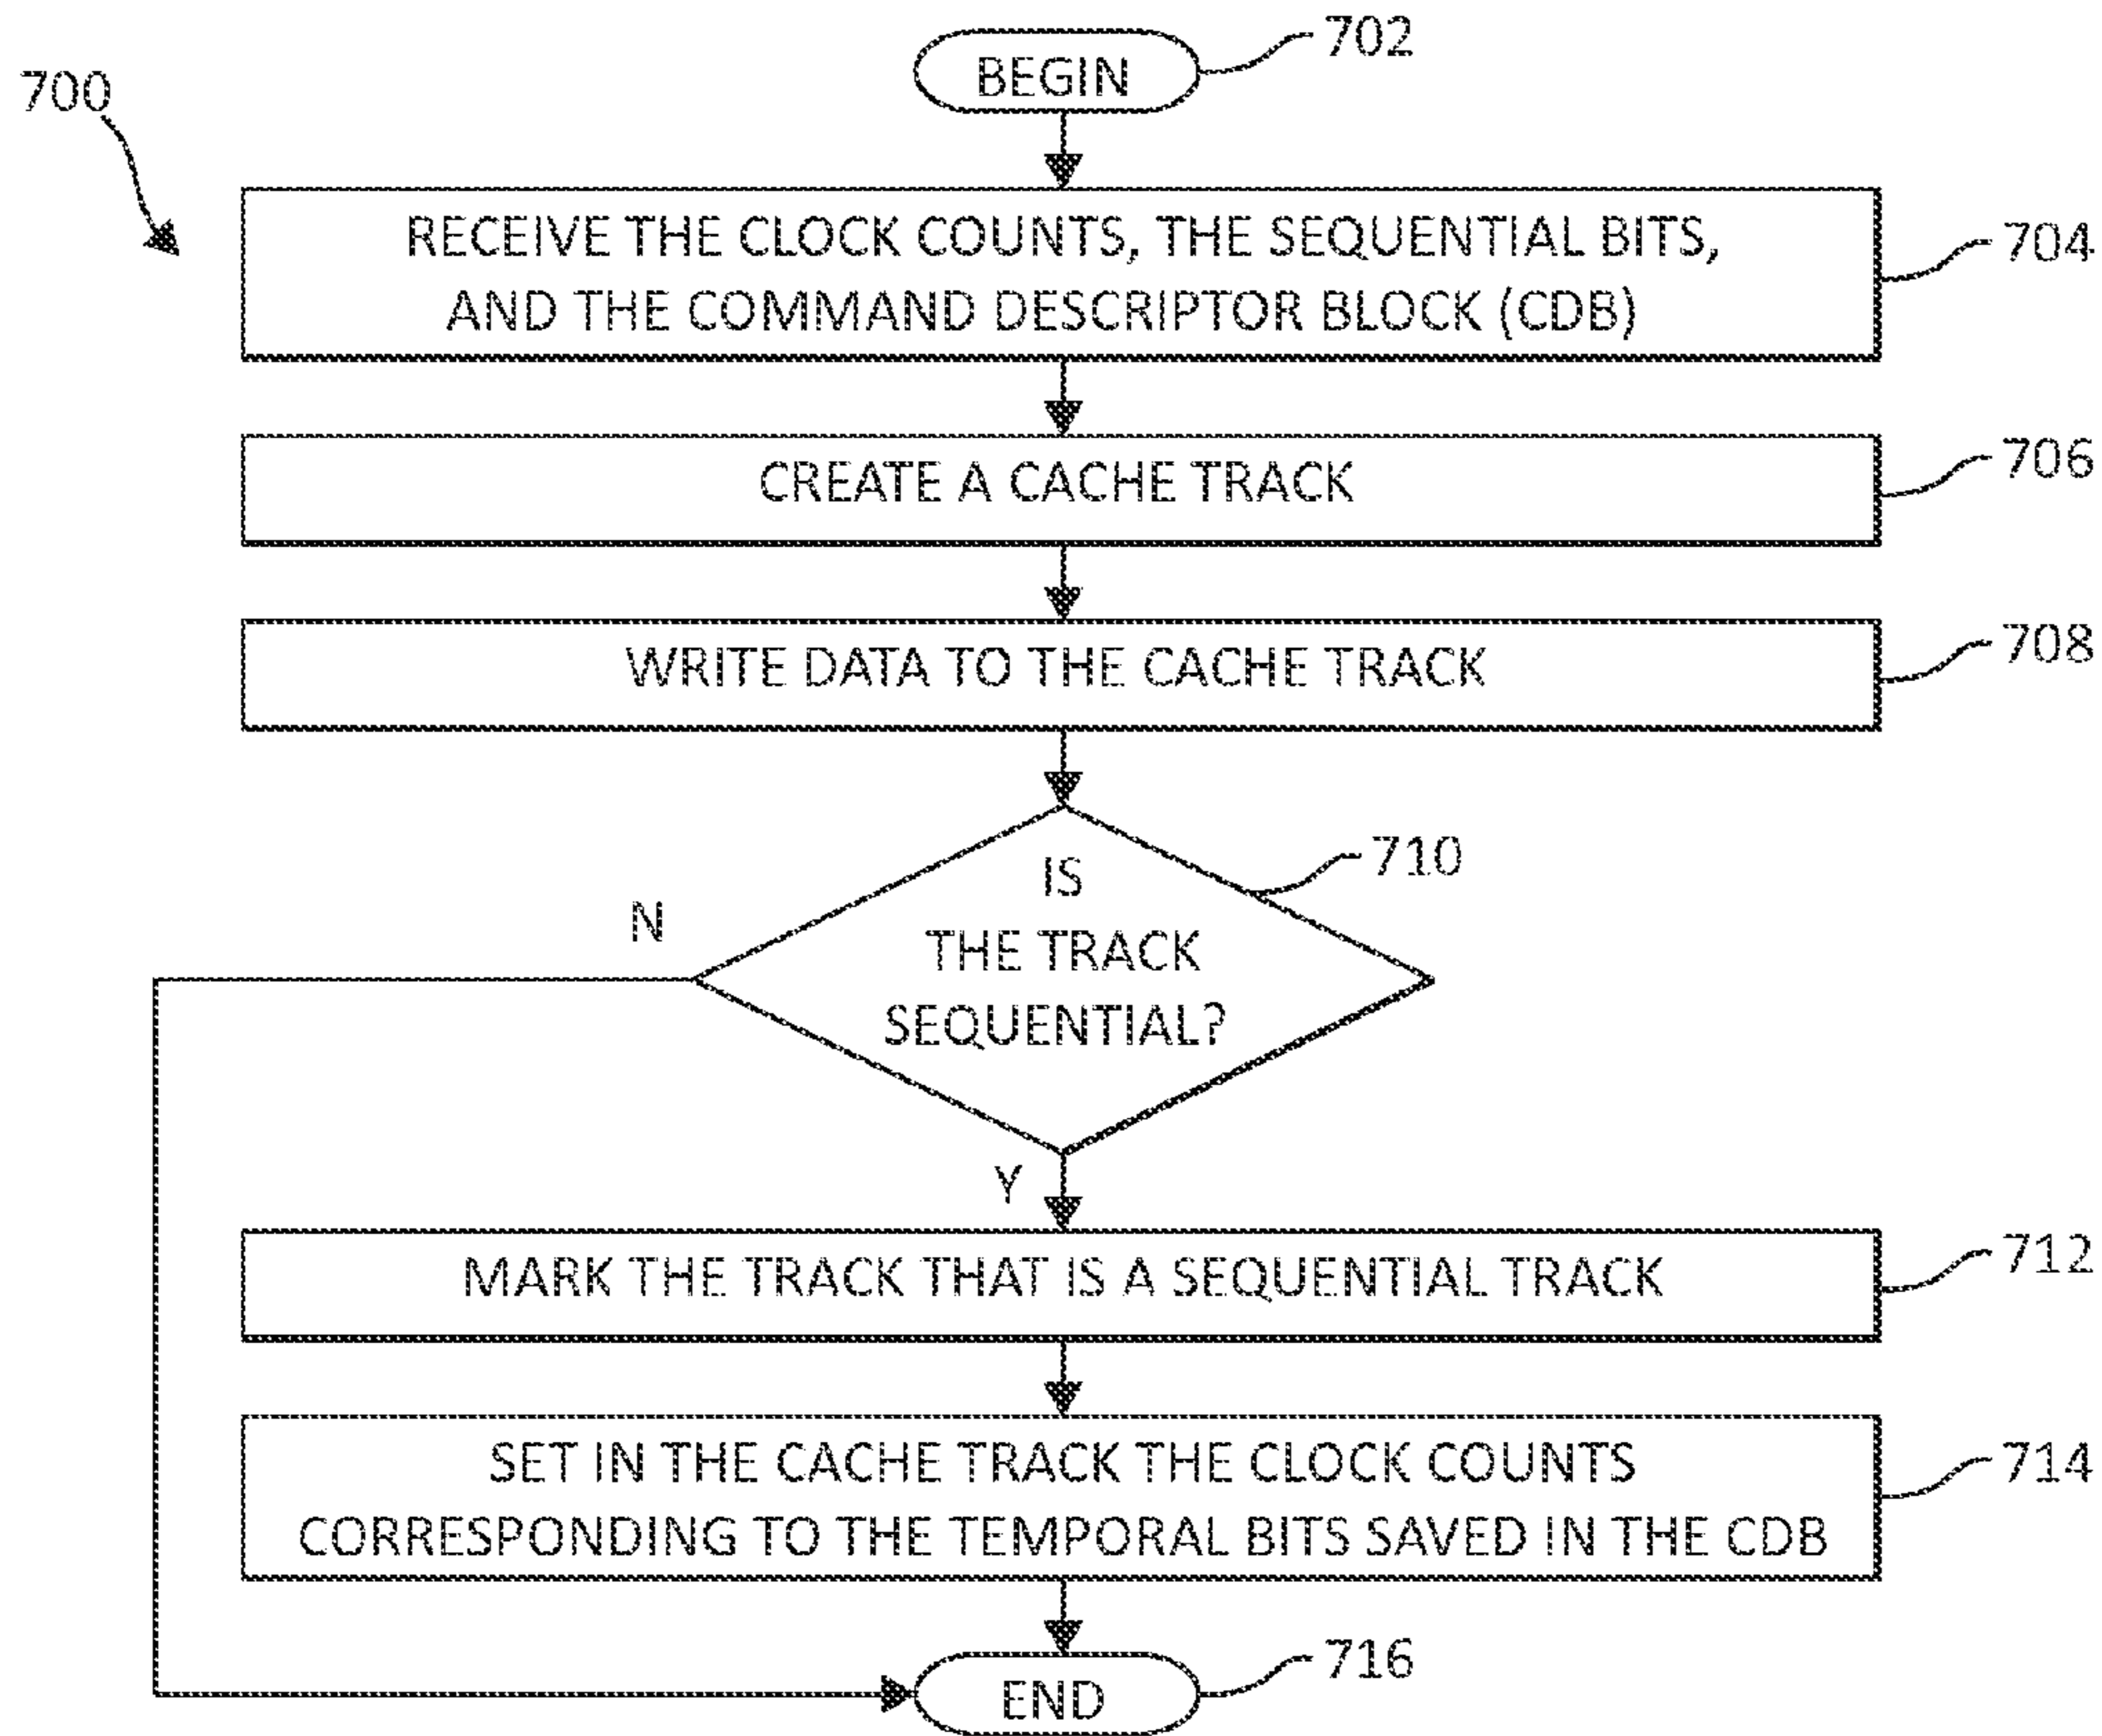 BEGIN
702
700
RECEIVE THE CLOCK COUNTS, THE SEQUENTIAL BITS,
AND THE COMMAND DESCRIPTOR BLOCK (CDB)
704
CREATE A CACHE TRACK
706
WRITE DATA TO THE CACHE TRACK
708
IS
THE TRACK
SEQUENTIAL?
710
N
Y
MARK THE TRACK THAT IS A SEQUENTIAL TRACK
712
SET IN THE CACHE TRACK THE CLOCK COUNTS
CORRESPONDING TO THE TEMPORAL BITS SAVED IN THE CDB
714
END
716